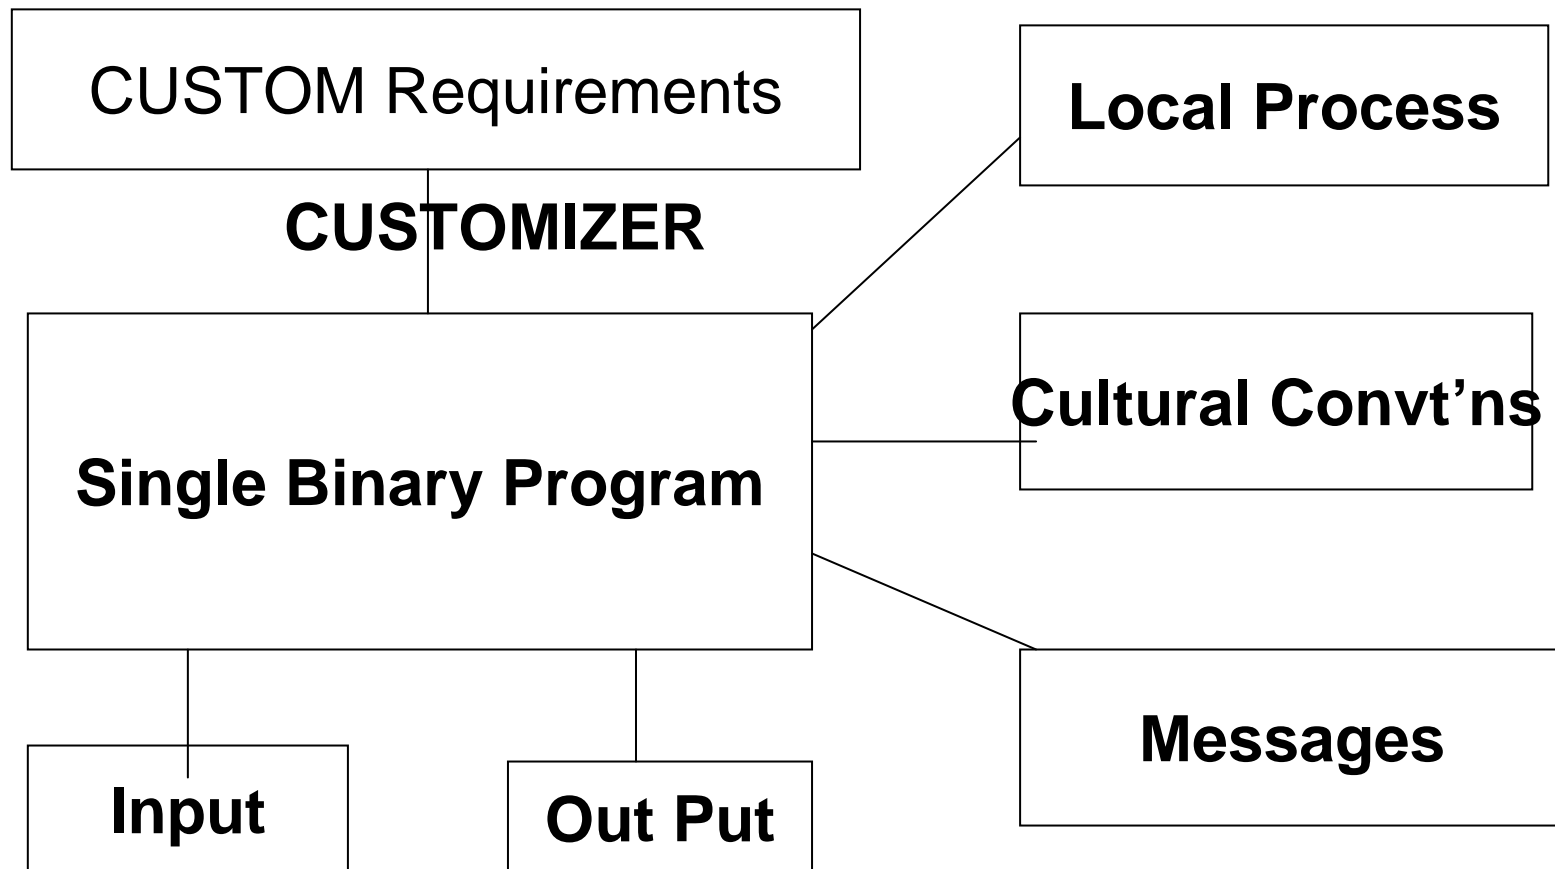 CUSTOM Requirements
Local Process
CUSTOMIZER
Cultural Convt’ns
Single Binary Program
Messages
Input
Out Put